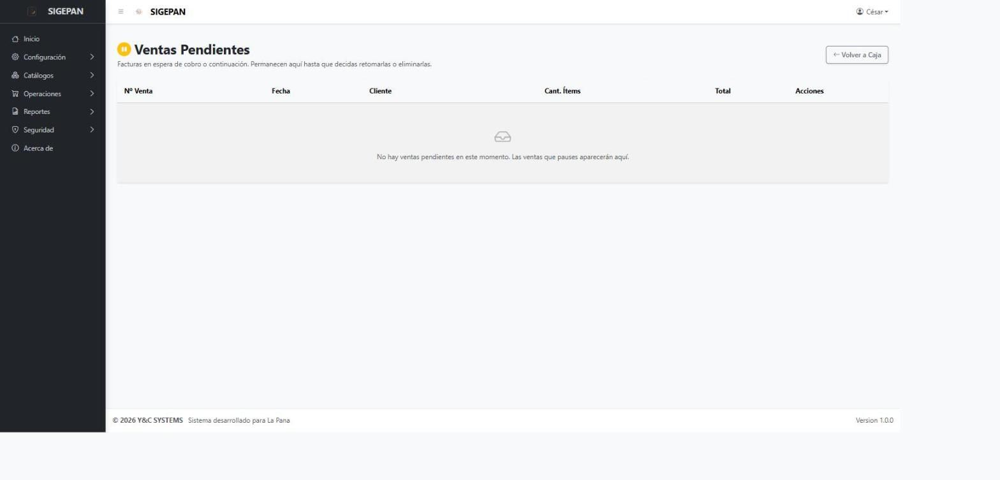 SIGEPAN
SIGEPAN
César
Inicio
Configuración
Catálogos
Operaciones
Reportes
Seguridad
Acerca de
Ventas Pendientes
Facturas en espera de cobro o continuación. Permanecen aquí hasta que decidas retomarlas o eliminarlas.
← Volver a Caja
Nº Venta Fecha Cliente Cant. Ítems Total Acciones
No hay ventas pendientes en este momento. Las ventas que pauses aparecerán aquí.
© 2026 Y&C SYSTEMS Sistema desarrollado para La Pana
Version 1.0.0